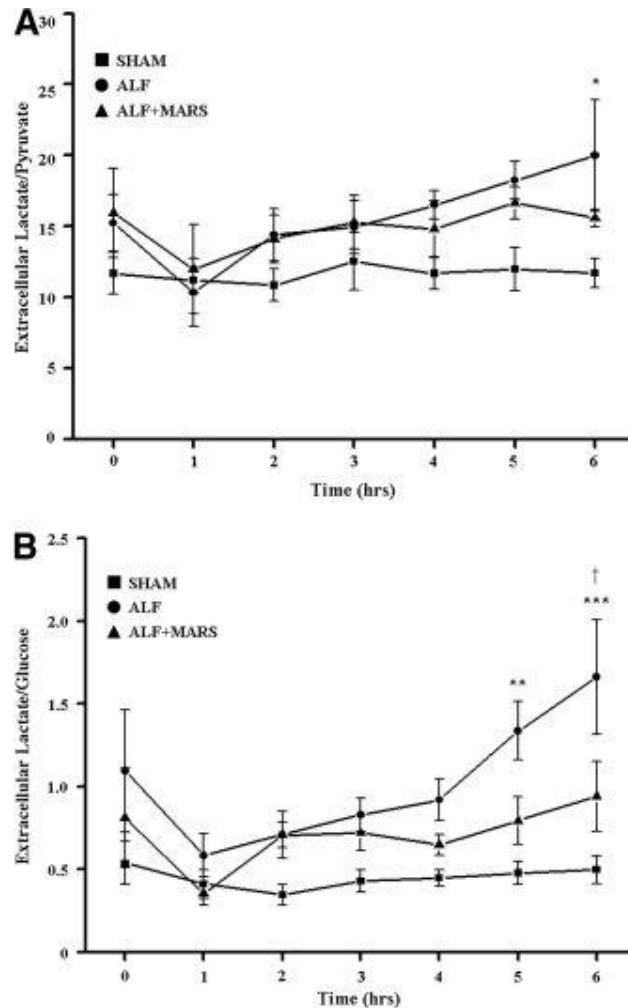 A
30
25
20
15
10
5
0
SHAM
ALF
ALF+MARS
*
Extracellular Lactate/Pyruvate
0 1 2 3 4 5 6
Time (hrs)
B
2.5
2.0
1.5
1.0
0.5
0
SHAM
ALF
ALF+MARS
†
***
**
Extracellular Lactate/Glucose
0 1 2 3 4 5 6
Time (hrs)